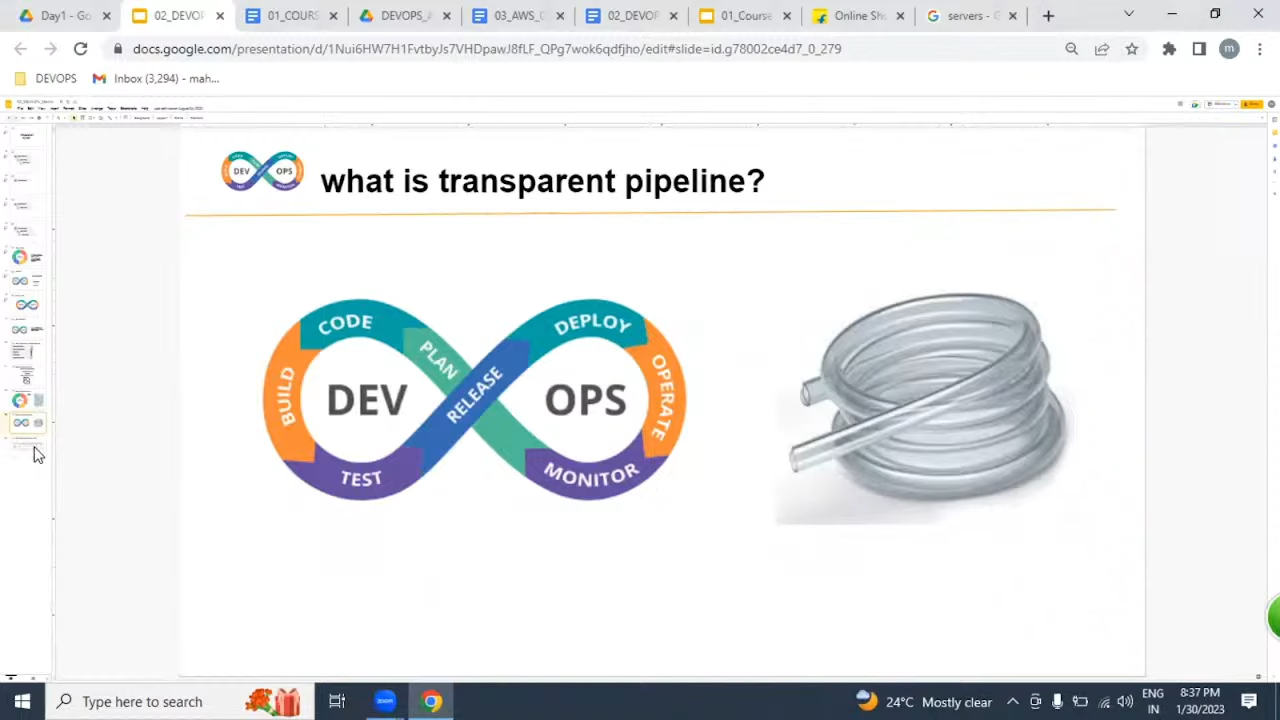 Day1 - Go
02_DEVOP
01_COURS
DEVOPS_A
03_AWS_C
02_DEVOP
01_Course
Online Sho
servers - G
docs.google.com/presentation/d/1Nui6HW7H1FvtbyJs7VHDpawJ8fLF_QPg7wok6qdfjho/edit#slide=id.g78002ce4d7_0_279
m
DEVOPS
Inbox (3,294) - mah...
DEV OPS
what is transparent pipeline?
CODE
DEPLOY
PLAN
BUILD
DEV
RELEASE
OPS
OPERATE
TEST
MONITOR
Type here to search
zoom
24°C Mostly clear
ENG
IN
8:37 PM
1/30/2023